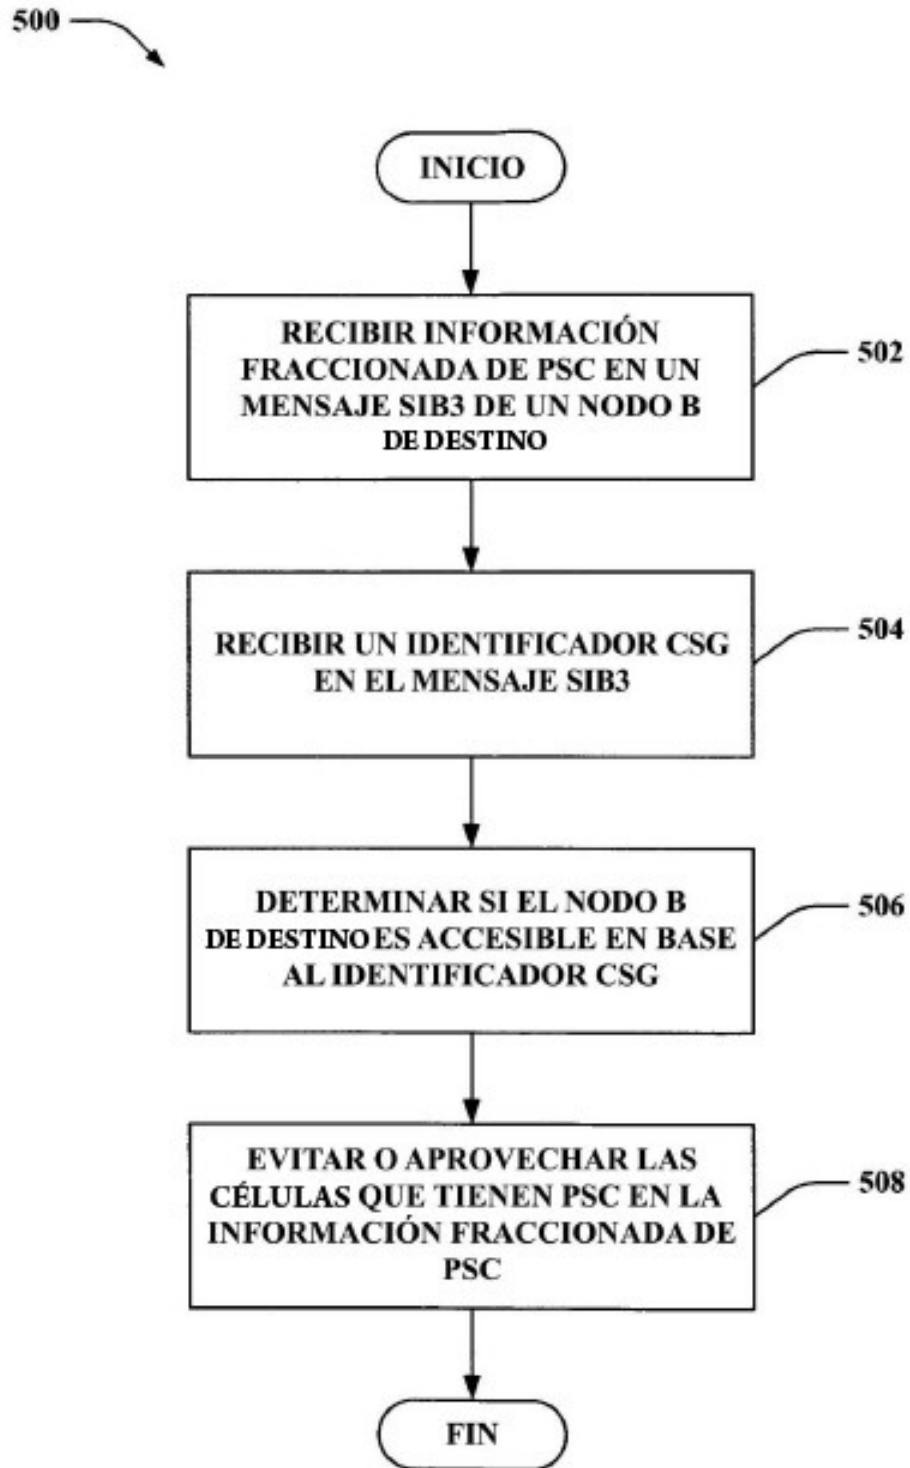 500
INICIO
RECIBIR INFORMACIÓN
FRACCIONADA DE PSC EN UN
MENSAJE SIB3 DE UN NODO B
DE DESTINO
502
RECIBIR UN IDENTIFICADOR CSG
EN EL MENSAJE SIB3
504
DETERMINAR SI EL NODO B
DE DESTINO ES ACCESIBLE EN BASE
AL IDENTIFICADOR CSG
506
EVITAR O APROVECHAR LAS
CÉLULAS QUE TIENEN PSC EN LA
INFORMACIÓN FRACCIONADA DE
PSC
508
FIN